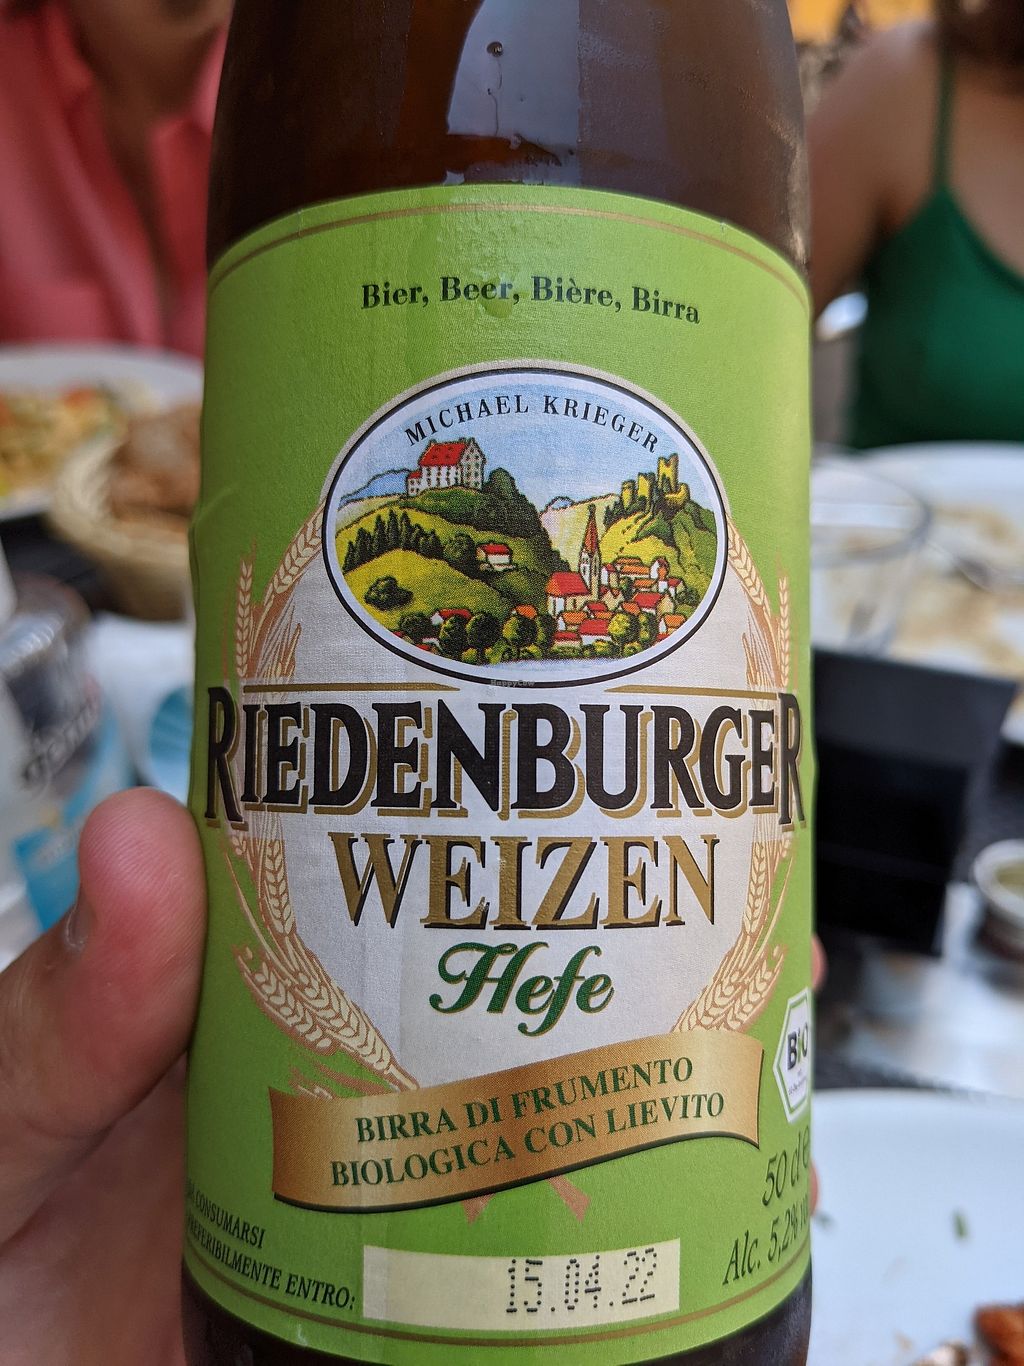 Bier, Beer, Bière, Birra
MICHAEL KRIEGER
HappyCow
RIEDENBURGER
WEIZEN
Hefe
BIRRA DI FRUMENTO
BIOLOGICA CON LIEVITO
BIO
50 cl e
Alc. 5,2%
CONSUMARSI
PREFERIBILMENTE ENTRO:
15.04.22